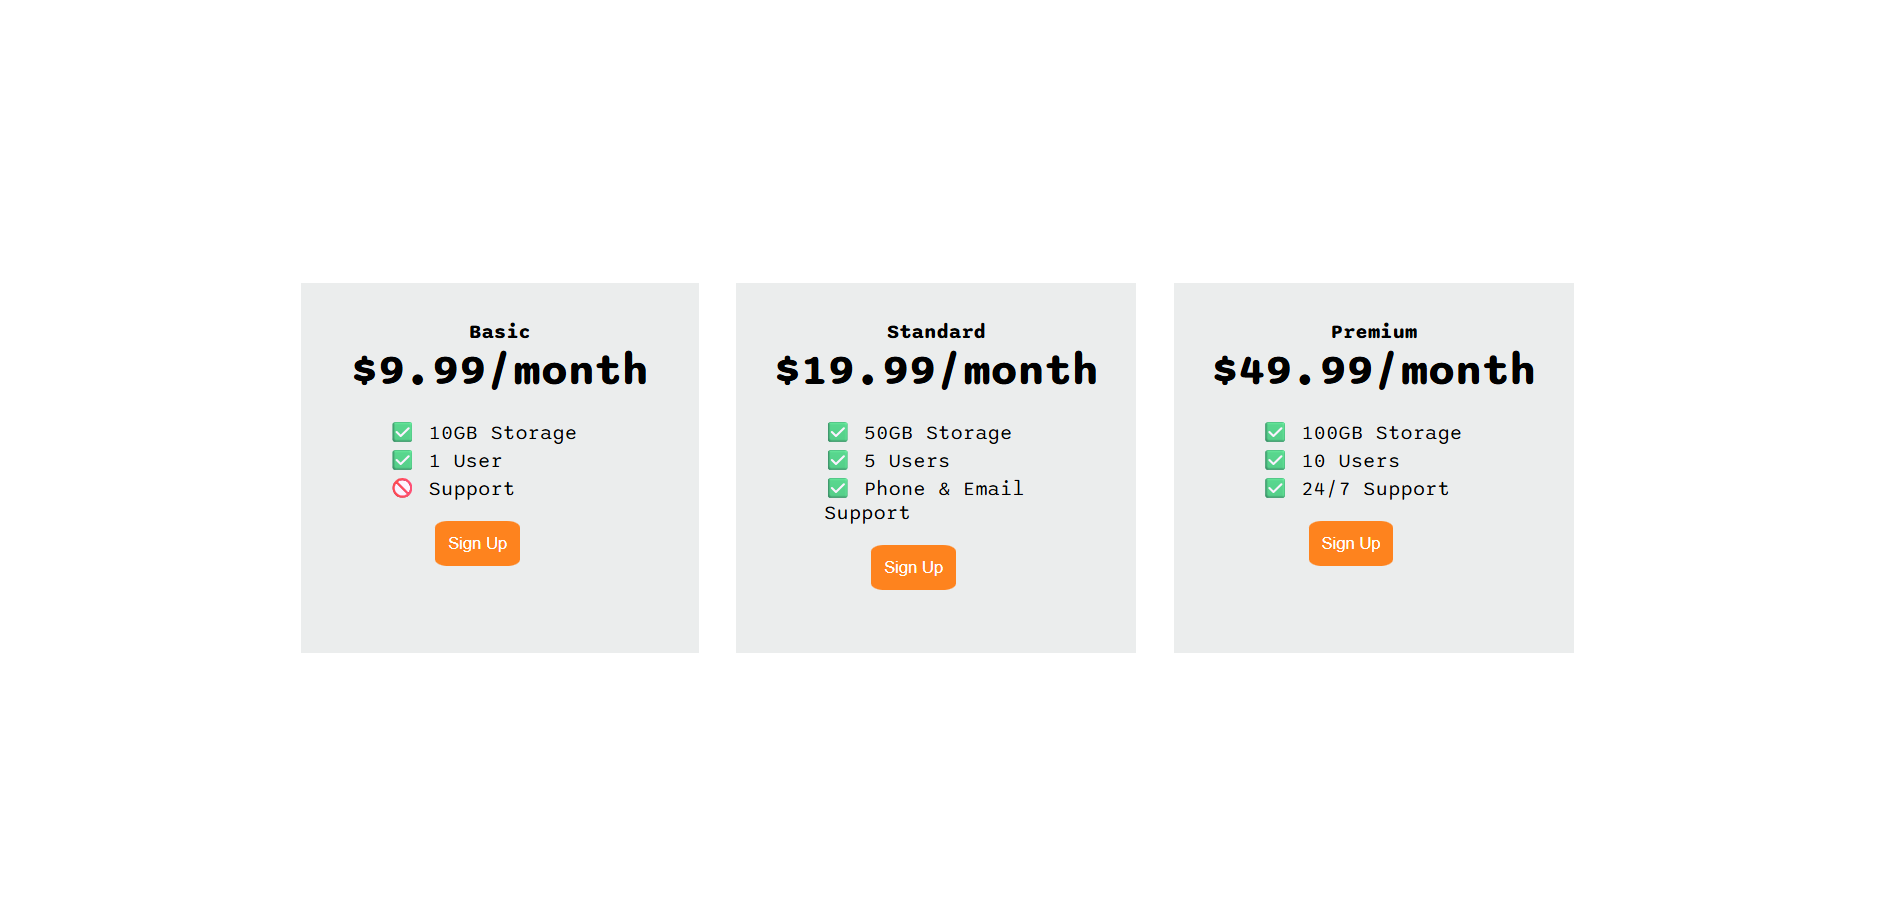 Basic
$9.99/month
✅ 10GB Storage
✅ 1 User
🚫 Support
Sign Up
Standard
$19.99/month
✅ 50GB Storage
✅ 5 Users
✅ Phone & Email
Support
Sign Up
Premium
$49.99/month
✅ 100GB Storage
✅ 10 Users
✅ 24/7 Support
Sign Up